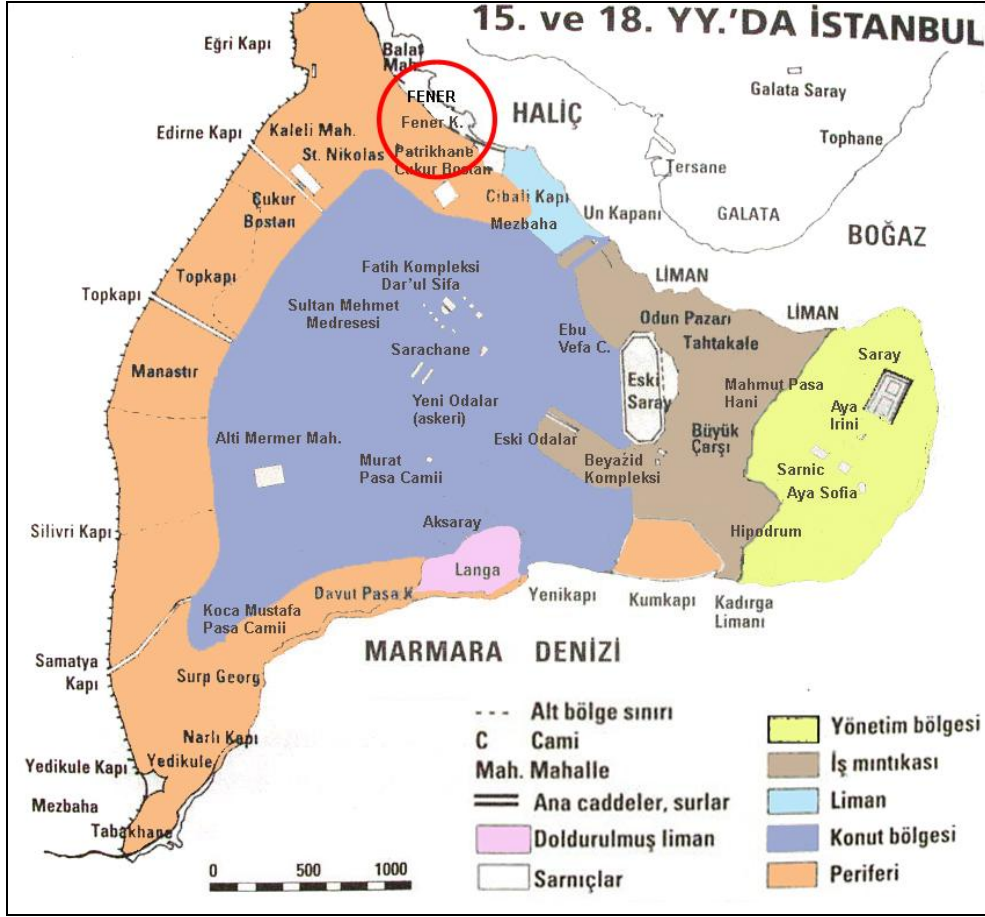 15. ve 18. YY.'DA İSTANBUL
Eğri Kapı
Balat
Mah.
FENER
Fener K.
HALİÇ
Galata Saray
Tophane
Edirne Kapı
Kaleli Mah.
St. Nikolas
Patrikhane
Çukur Bostan
Tersane
Çukur
Bostan
Cibali Kapı
Mezbaha
Un Kapanı
GALATA
BOĞAZ
Topkapı
Topkapı
Fatih Kompleksi
Dar'ul Sifa
Sultan Mehmet
Medresesi
LİMAN
LİMAN
Odun Pazarı
Tahtakale
Ebu
Vefa C.
Sarachane
Saray
Manastır
Eski
Saray
Mahmut Pasa
Hani
Yeni Odalar
(askeri)
Aya
Irini
Alti Mermer Mah.
Eski Odalar
Büyük
Çarşı
Murat
Pasa Camii
Beyazid
Kompleksi
Sarnic
Aya Sofia
Silivri Kapı
Aksaray
Hipodrum
Langa
Davut Pasa K
Yenikapı
Kumkapı
Kadırga
Limanı
Koca Mustafa
Pasa Camii
MARMARA DENİZİ
Samatya
Kapı
Surp Georg
Narlı Kapı
Yedikule Kapı
Yedikule
Mezbaha
Tabakhane
0 500 1000
--- Alt bölge sınırı
C Cami
Mah. Mahalle
Ana caddeler, surlar
Doldurulmuş liman
Sarnıçlar
Yönetim bölgesi
İş mıntıkası
Liman
Konut bölgesi
Periferi